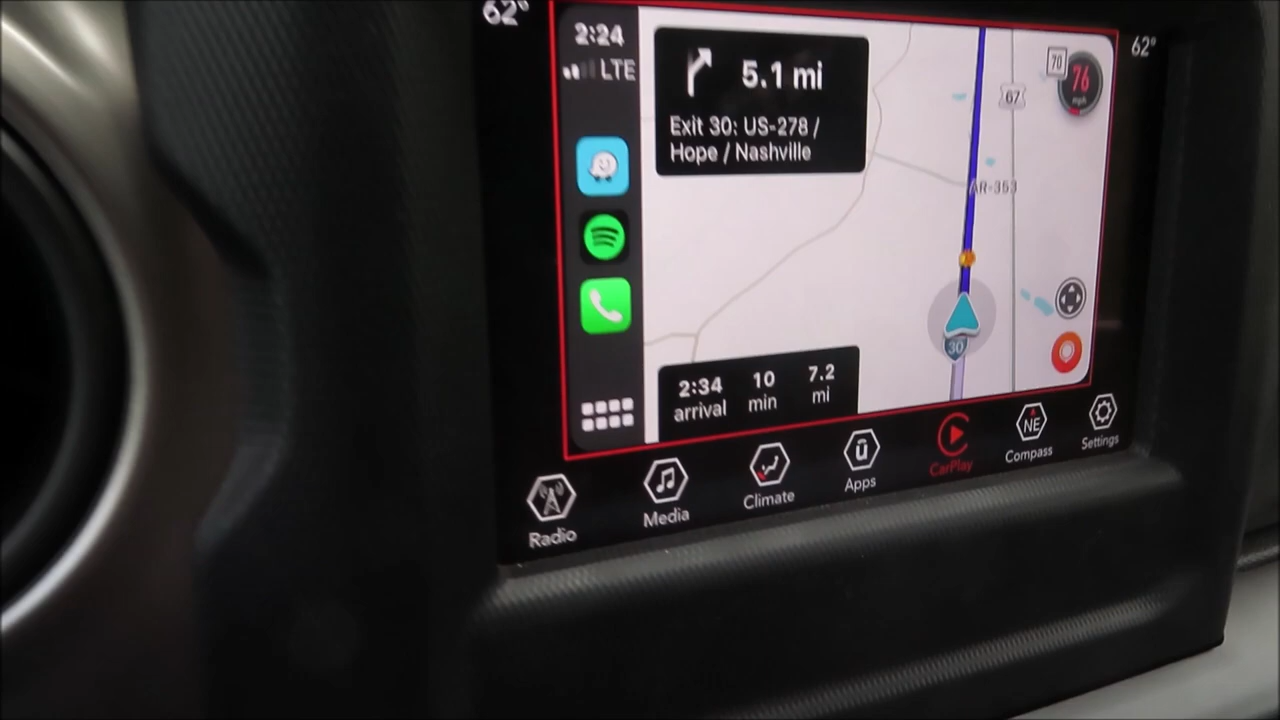 62°
62°
2:24
LTE
5.1 mi
Exit 30: US-278 /
Hope / Nashville
70
76
mph
67
AR-353
30
2:34
arrival
10
min
7.2
mi
Radio
Media
Climate
ū
Apps
CarPlay
NE
Compass
Settings